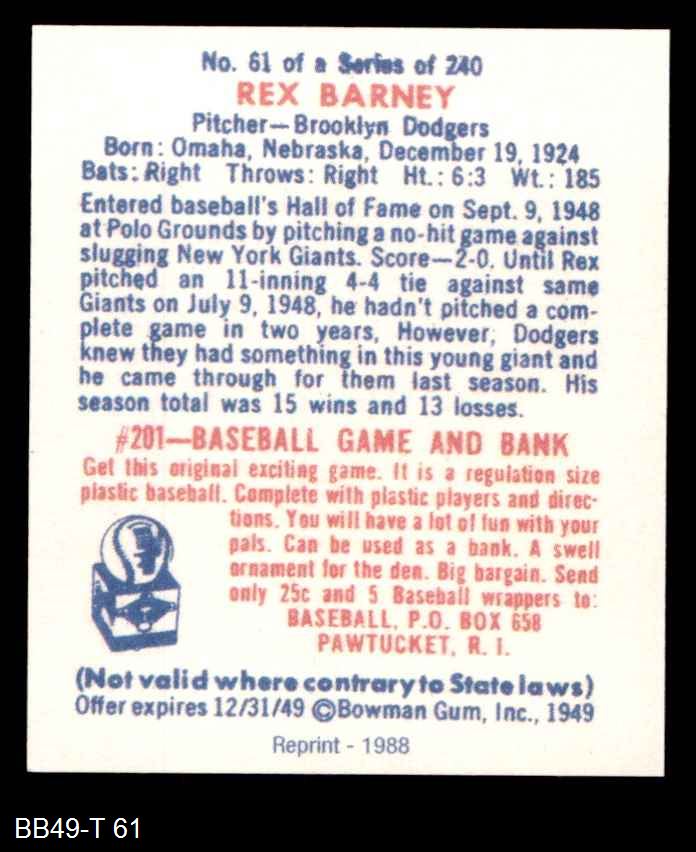 No. 61 of a Series of 240
REX BARNEY
Pitcher—Brooklyn Dodgers
Born: Omaha, Nebraska, December 19, 1924
Bats: Right Throws: Right Ht.: 6:3 Wt.: 185
Entered baseball's Hall of Fame on Sept. 9, 1948
at Polo Grounds by pitching a no-hit game against
slugging New York Giants. Score—2-0. Until Rex
pitched an 11-inning 4-4 tie against same
Giants on July 9, 1948, he hadn't pitched a com-
plete game in two years, However, Dodgers
knew they had something in this young giant and
he came through for them last season. His
season total was 15 wins and 13 losses.
#201—BASEBALL GAME AND BANK
Get this original exciting game. It is a regulation size
plastic baseball. Complete with plastic players and direc-
tions. You will have a lot of fun with your
pals. Can be used as a bank. A swell
ornament for the den. Big bargain. Send
only 25c and 5 Baseball wrappers to:
BASEBALL, P.O. BOX 658
PAWTUCKET, R. I.
(Not valid where contrary to State laws)
Offer expires 12/31/49 ©Bowman Gum, Inc., 1949
Reprint - 1988
BB49-T 61